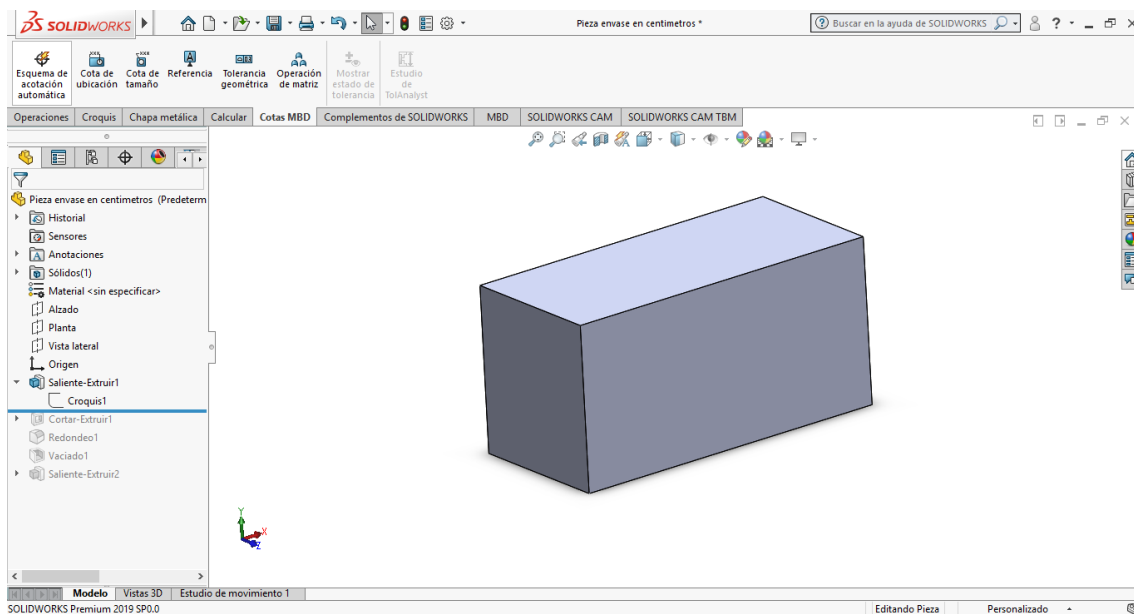 SOLIDWORKS
Pieza envase en centimetros *
Buscar en la ayuda de SOLIDWORKS
Esquema de acotación automática
Cota de ubicación
Cota de tamaño
Referencia
Tolerancia geométrica
Operación de matriz
Mostrar estado de tolerancia
Estudio de TolAnalyst
Operaciones Croquis Chapa metálica Calcular Cotas MBD Complementos de SOLIDWORKS MBD SOLIDWORKS CAM SOLIDWORKS CAM TBM
Pieza envase en centimetros (Predeterm
Historial
Sensores
Anotaciones
Sólidos(1)
Material <sin especificar>
Alzado
Planta
Vista lateral
Origen
Saliente-Extruir1
Croquis1
Cortar-Extruir1
Redondeo1
Vaciado1
Saliente-Extruir2
Y
X
Z
Modelo Vistas 3D Estudio de movimiento 1
SOLIDWORKS Premium 2019 SP0.0 Editando Pieza Personalizado